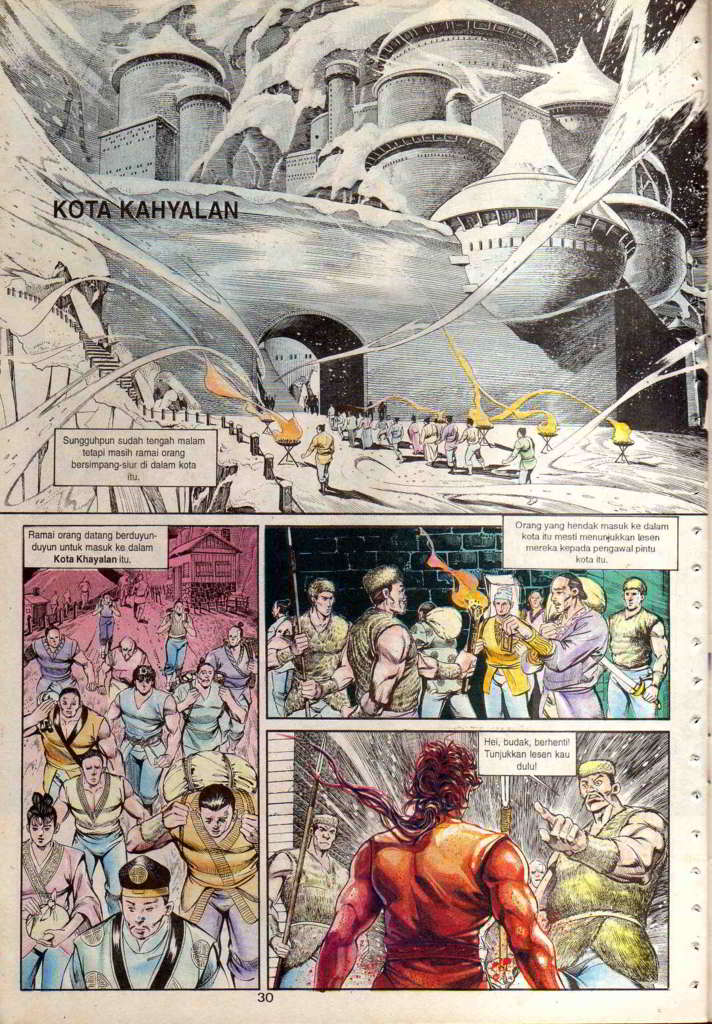 KOTA KAHYALAN
Sungguhpun sudah tengah malam
tetapi masih ramai orang
bersimpang-siur di dalam kota
itu.
Ramai orang datang berduyun-
duyun untuk masuk ke dalam
Kota Khayalan itu.
Orang yang hendak masuk ke dalam
kota itu mesti menunjukkan lesen
mereka kepada pengawal pintu
kota itu.
Hei, budak, berhenti!
Tunjukkan lesen kau
dulu!
30